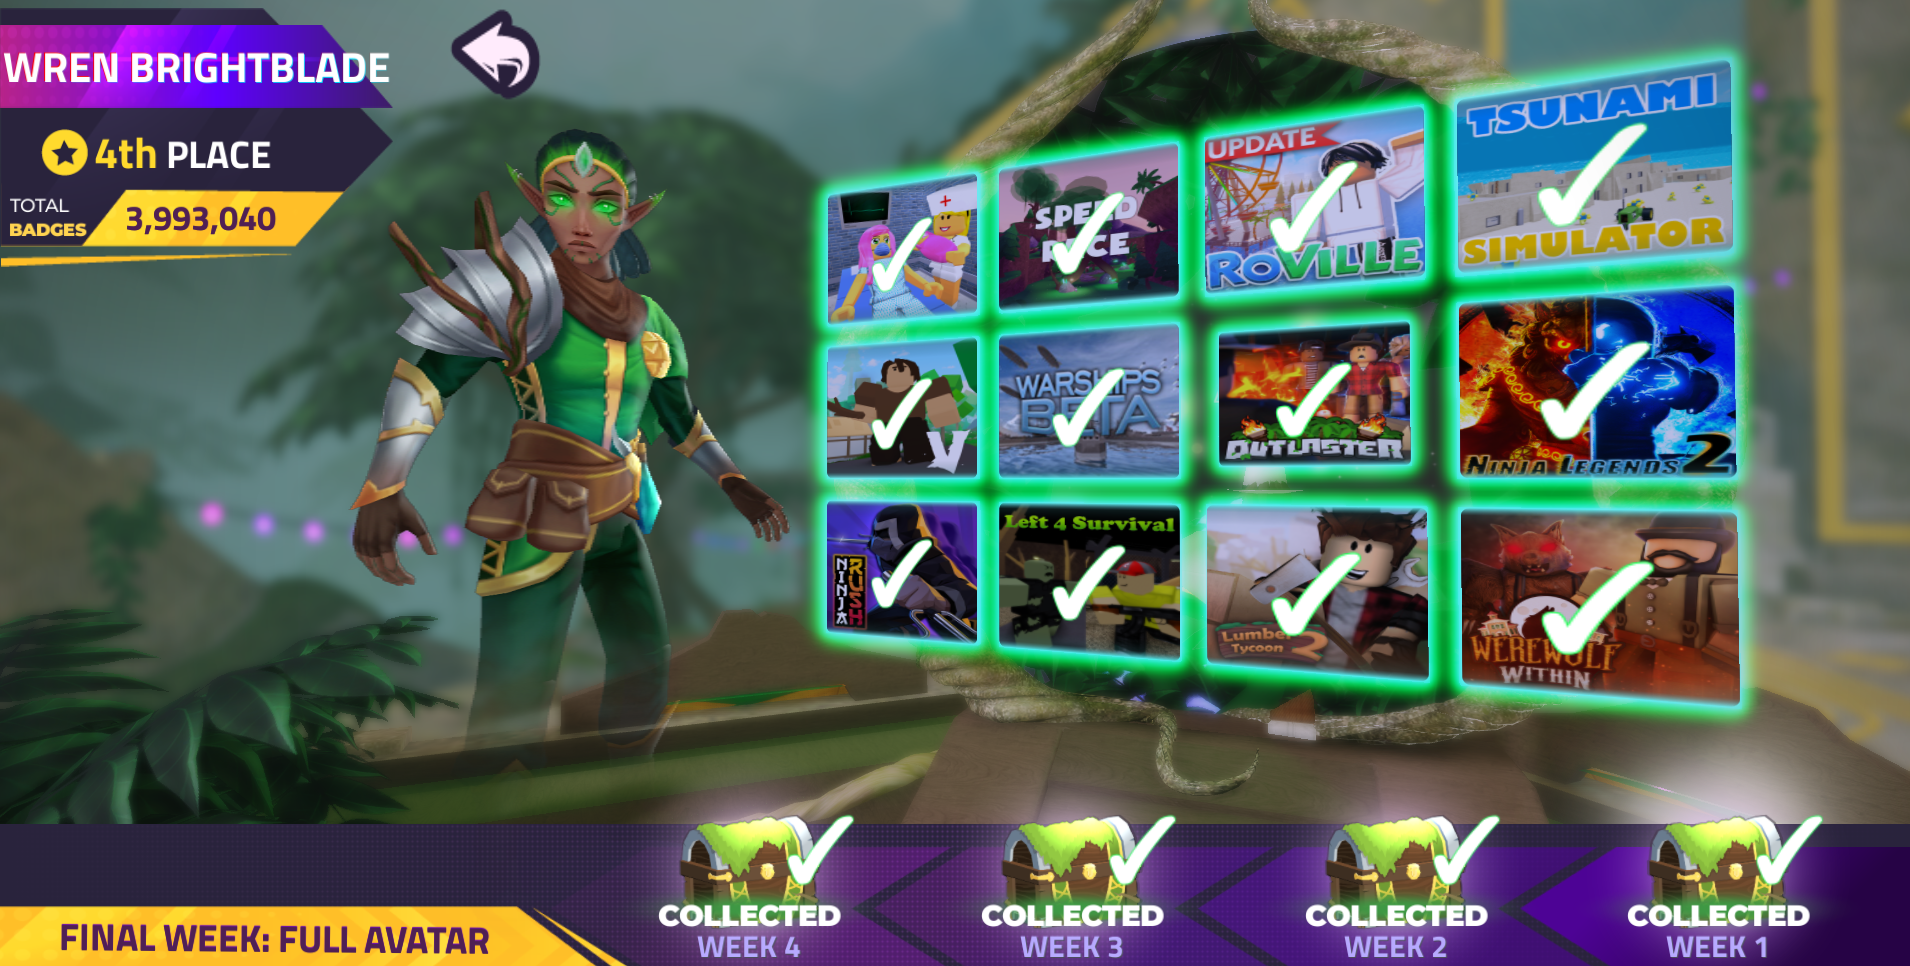 WREN BRIGHTBLADE
4th PLACE
TOTAL
BADGES
3,993,040
SPEED
RACE
UPDATE
ROVILLE
TSUNAMI
SIMULATOR
V
WARSHIPS
BETA
OUTLASTER
NINJA LEGENDS 2
NINJA
RUSH
Left 4 Survival
Lumber
Tycoon 2
WEREWOLF
WITHIN
COLLECTED
WEEK 4
COLLECTED
WEEK 3
COLLECTED
WEEK 2
COLLECTED
WEEK 1
FINAL WEEK: FULL AVATAR